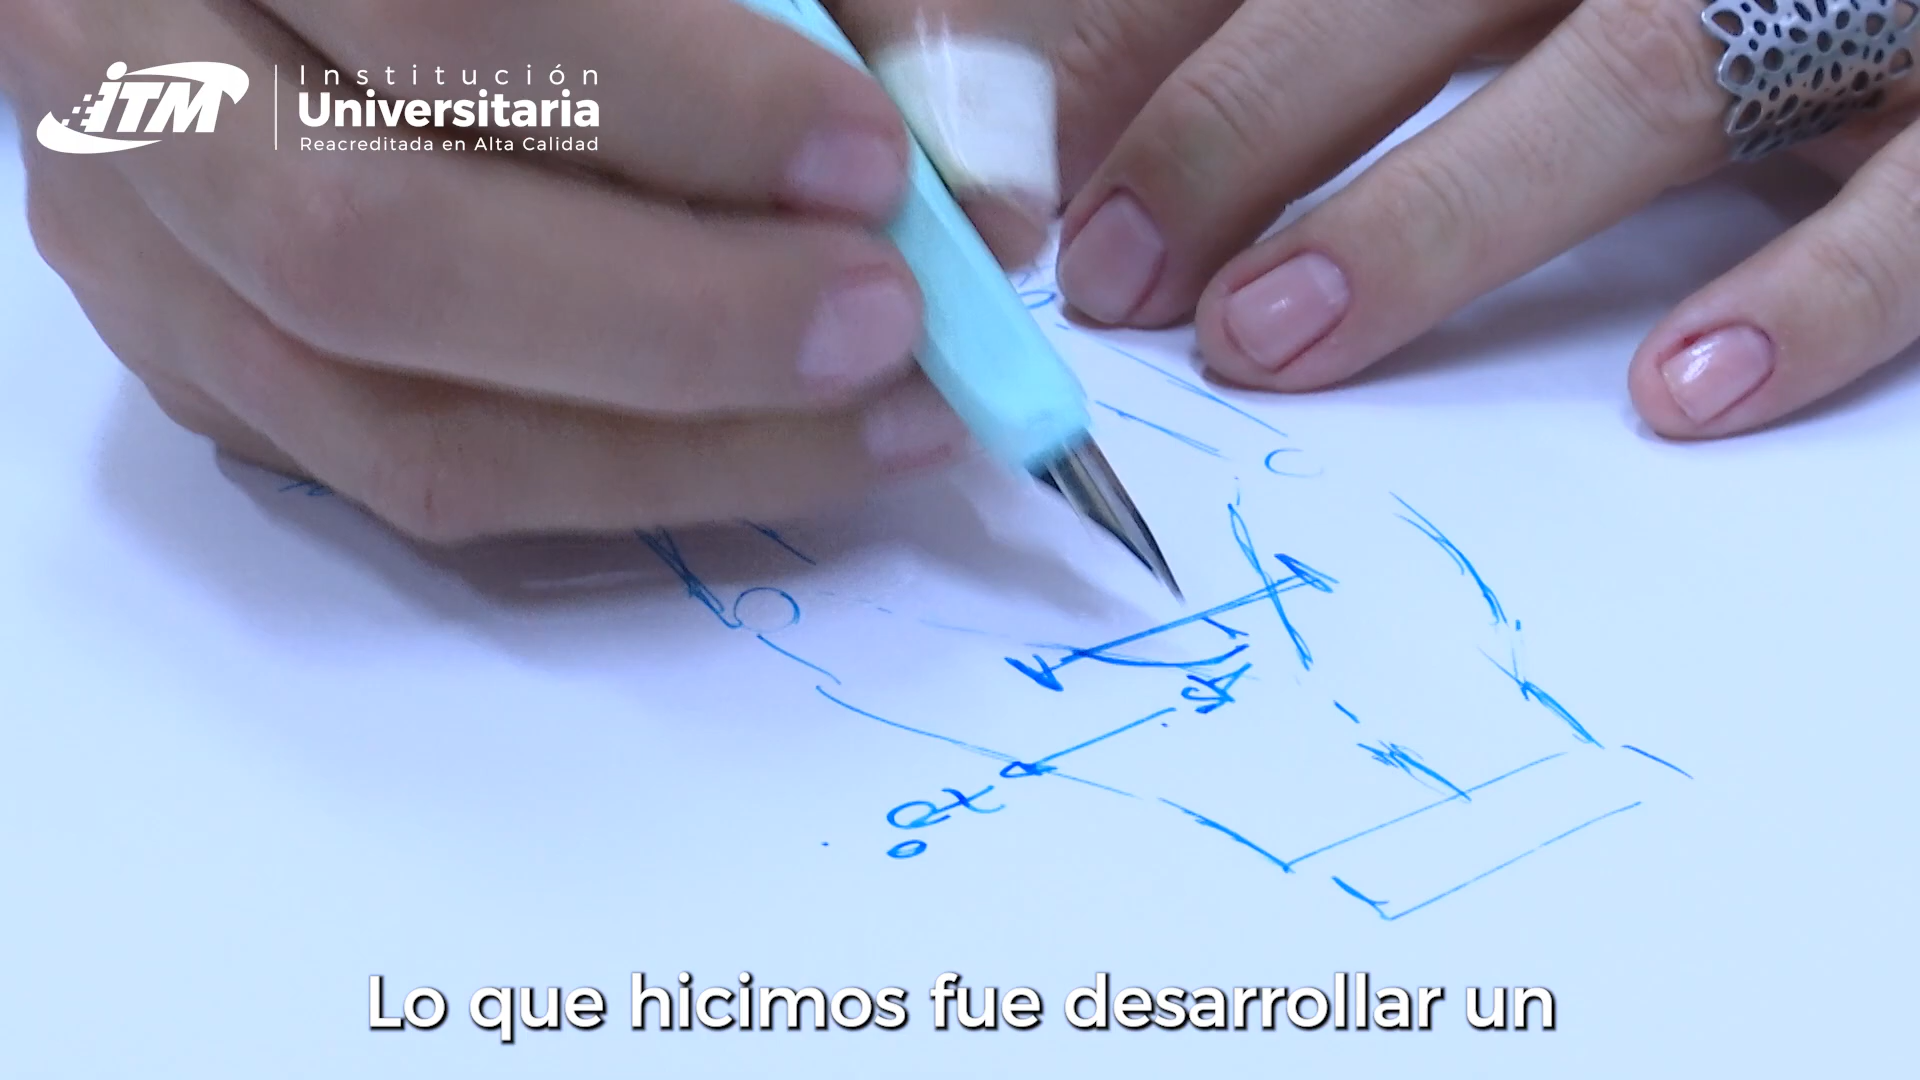 iTM
Institución
Universitaria
Reacreditada en Alta Calidad
Lo que hicimos fue desarrollar un